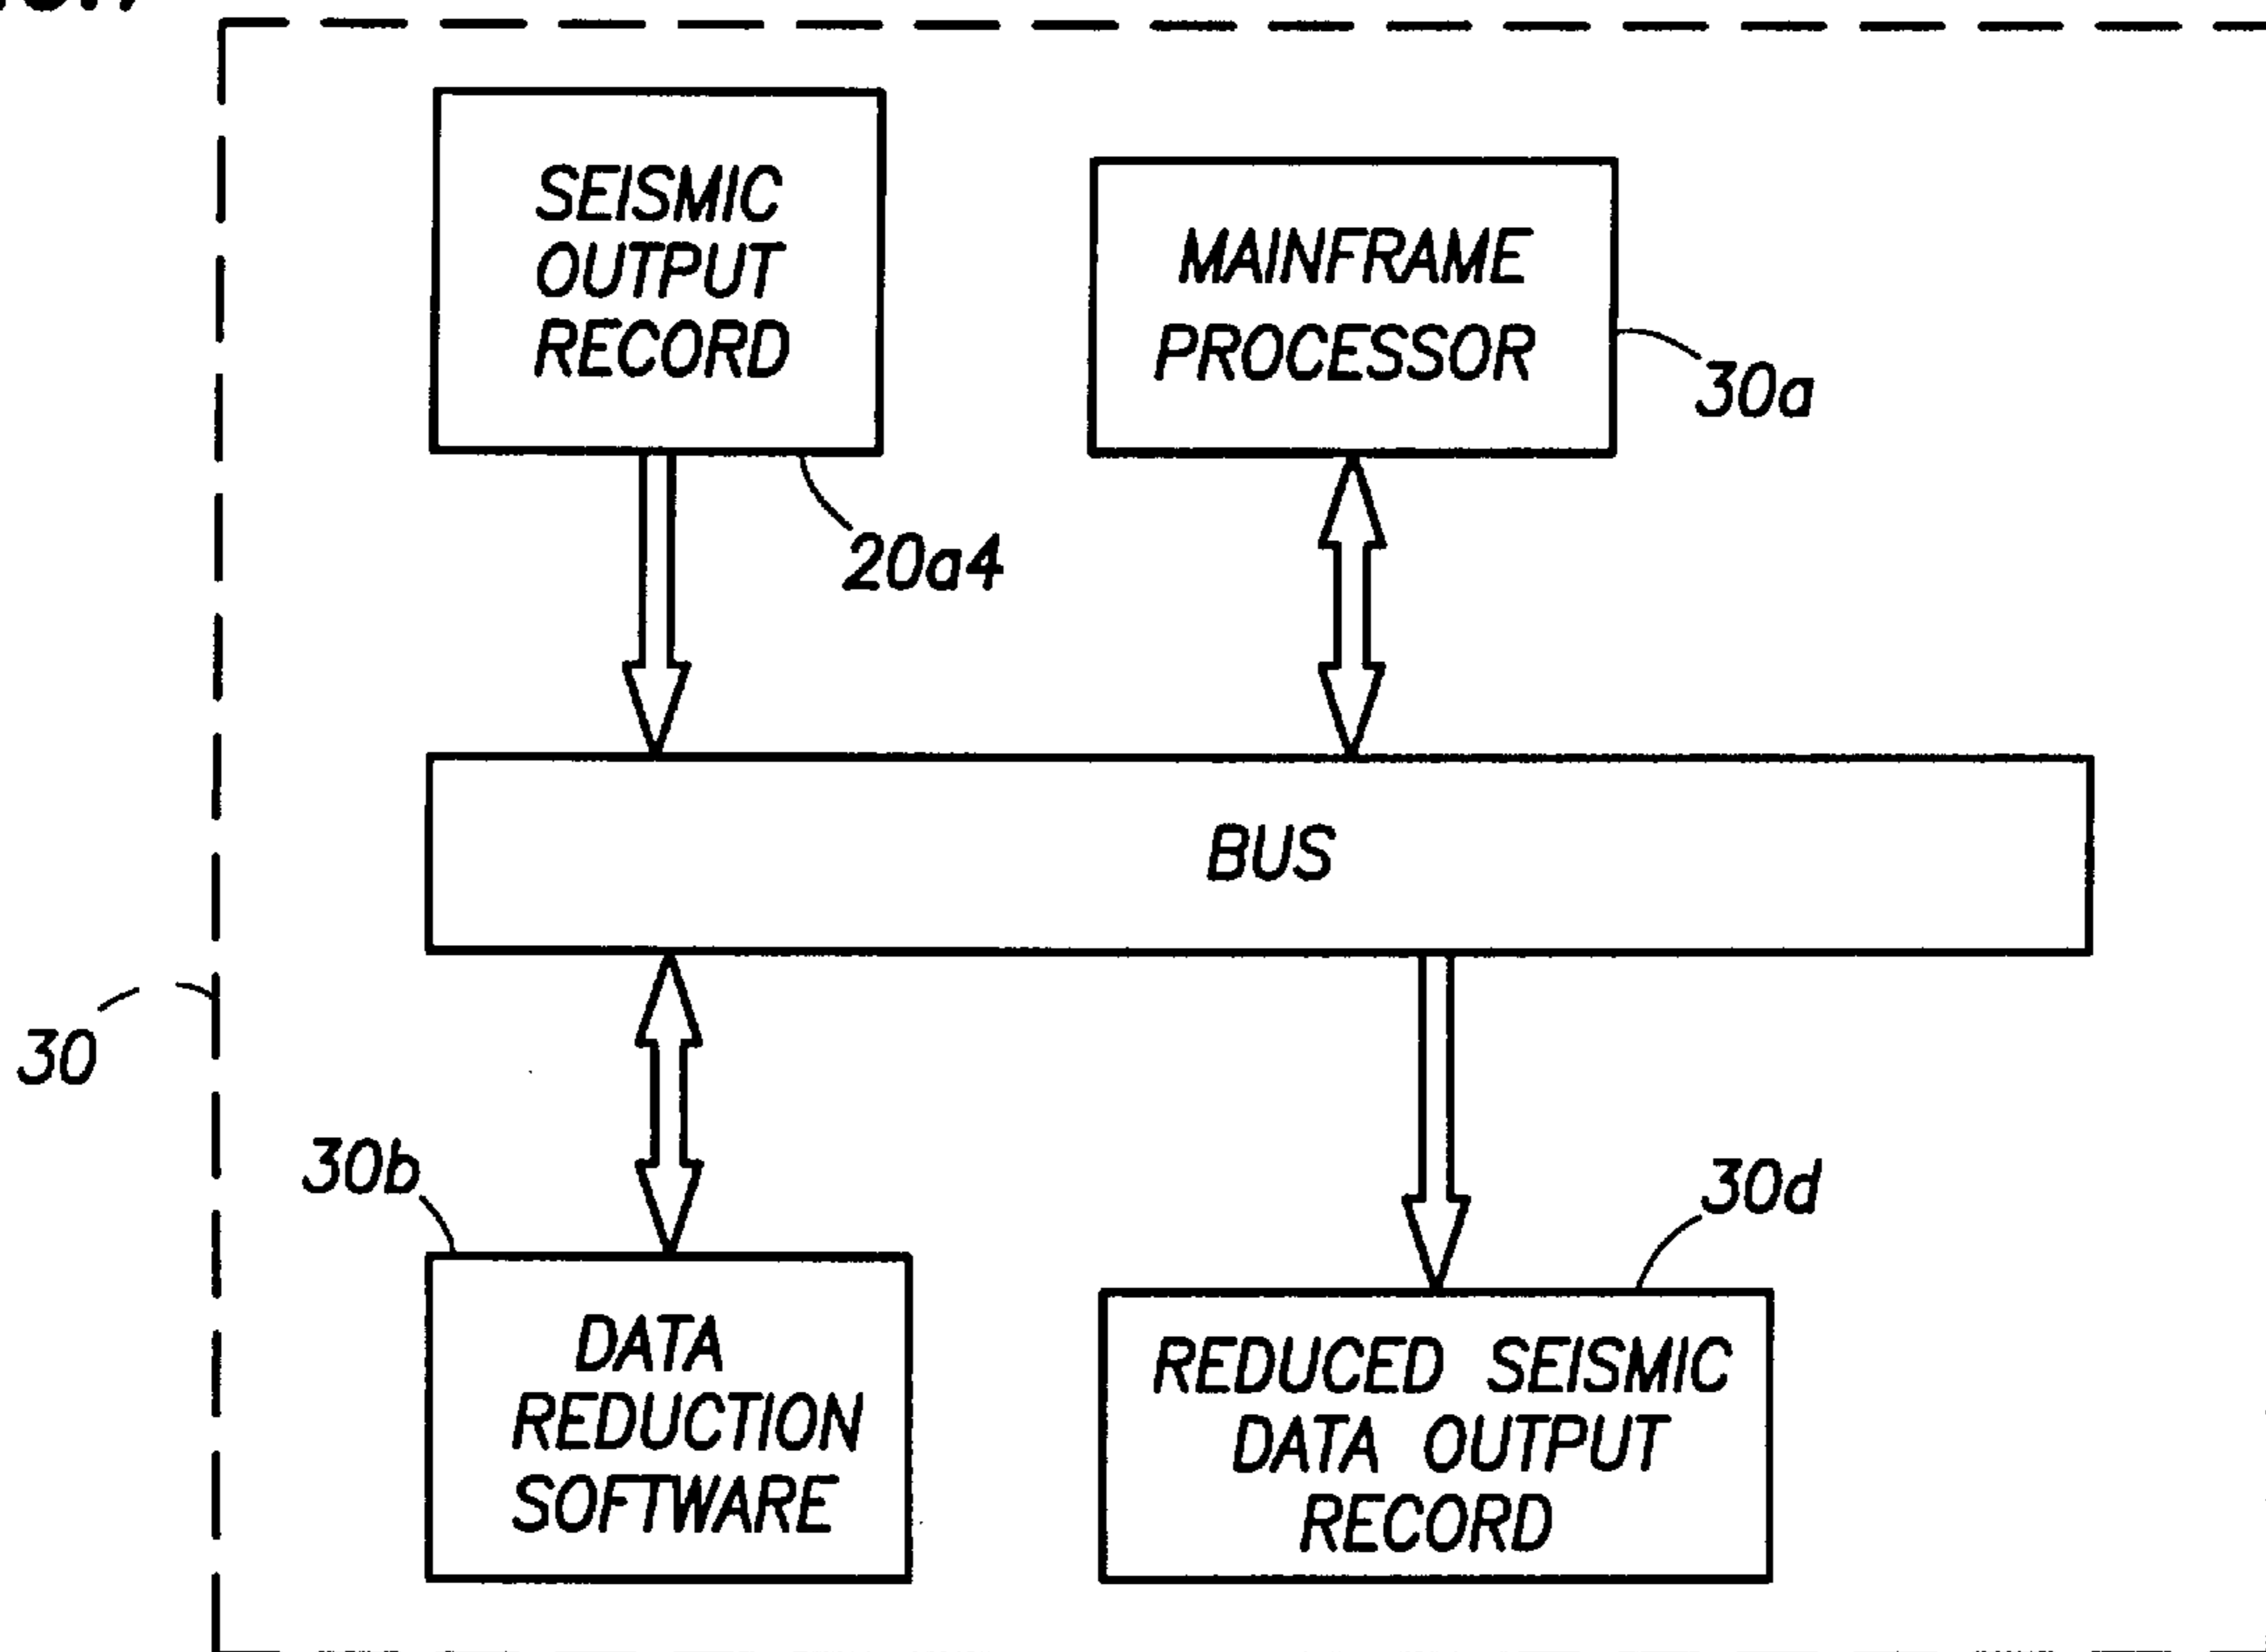 SEISMIC
OUTPUT
RECORD
MAINFRAME
PROCESSOR
30a
20a4
BUS
30
30b
30d
DATA
REDUCTION
SOFTWARE
REDUCED SEISMIC
DATA OUTPUT
RECORD